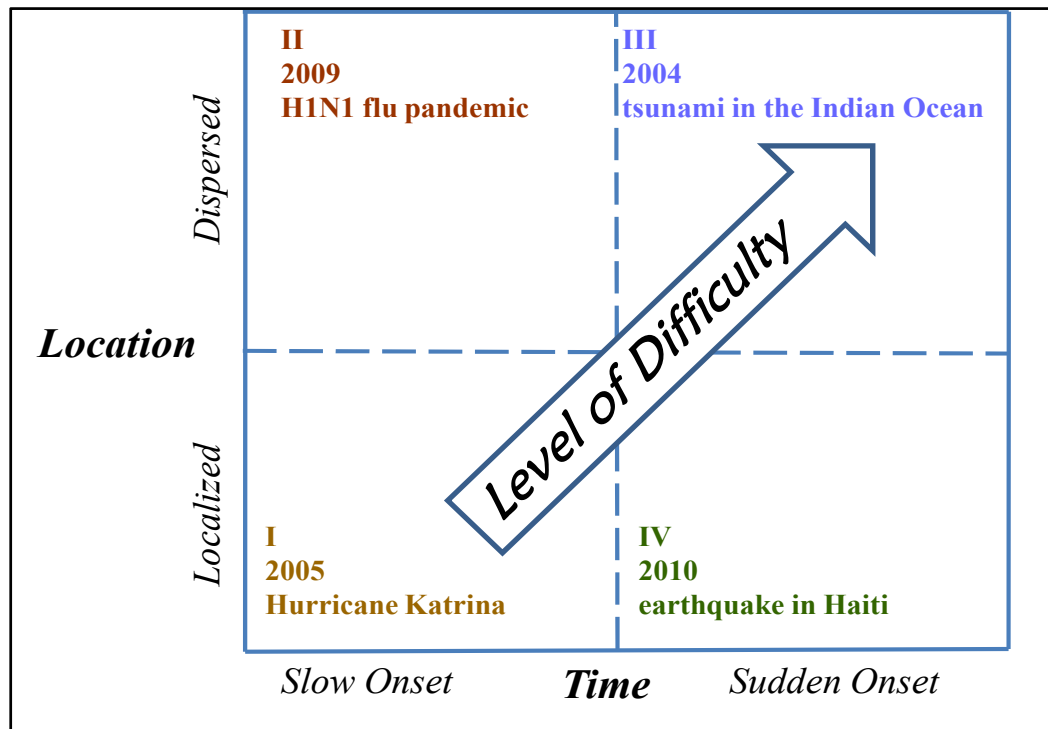 II
2009
H1N1 flu pandemic
III
2004
tsunami in the Indian Ocean
Dispersed
Location
Level of Difficulty
Localized
I
2005
Hurricane Katrina
IV
2010
earthquake in Haiti
Slow Onset
Time
Sudden Onset